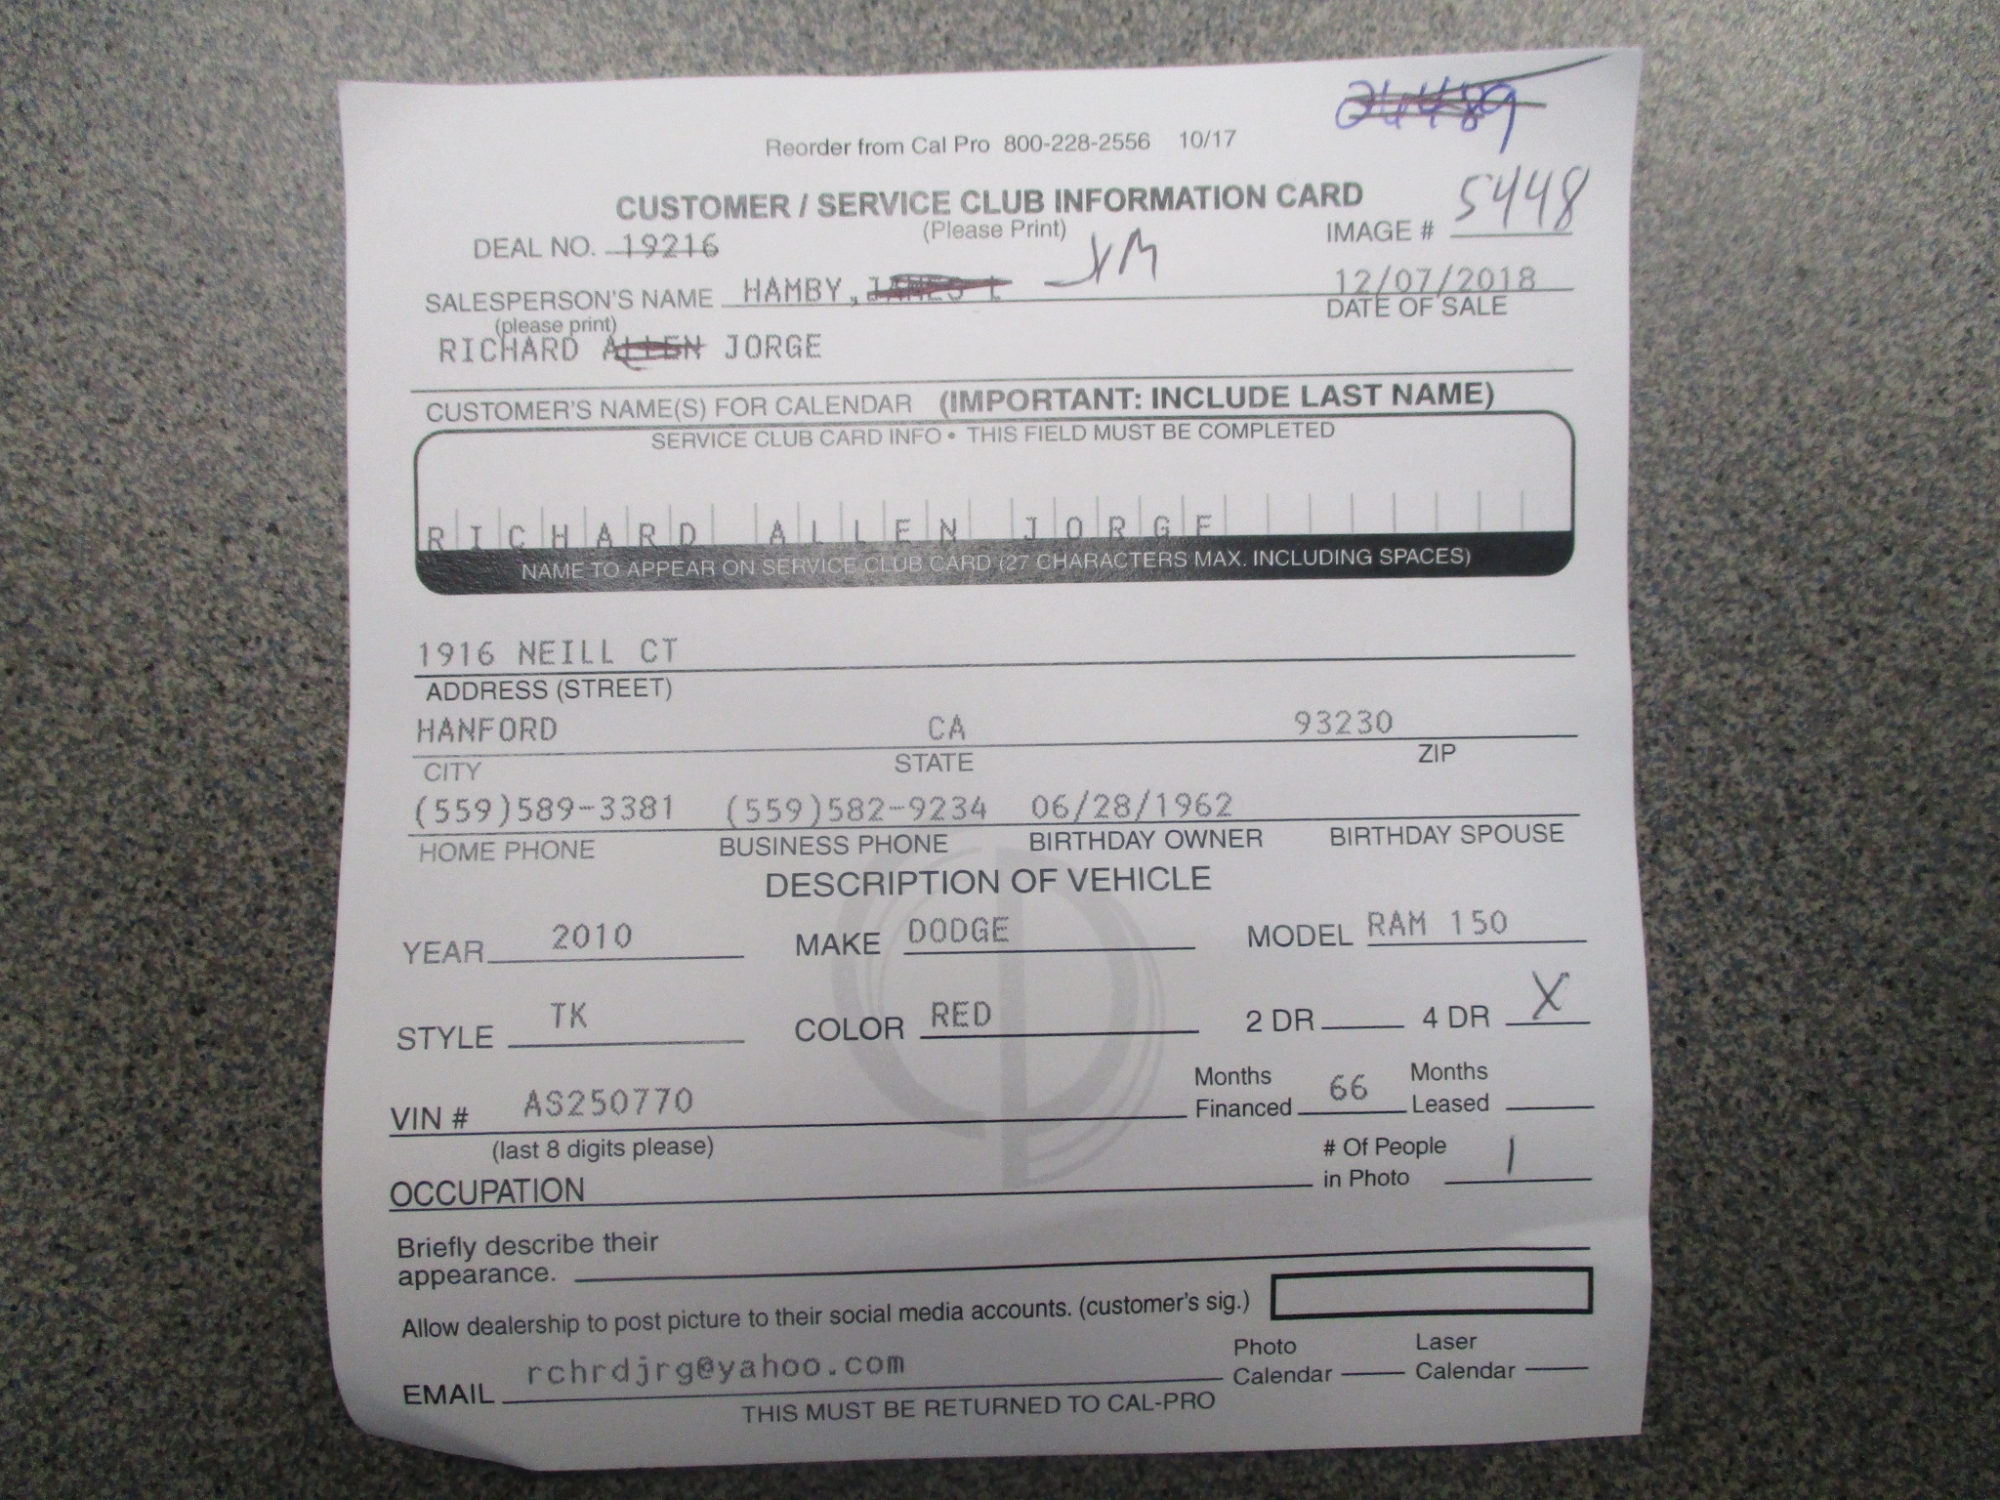 24489
Reorder from Cal Pro 800-228-2556 10/17
CUSTOMER / SERVICE CLUB INFORMATION CARD
(Please Print)
IMAGE # 5448
DEAL NO. 19216
SALESPERSON'S NAME HAMBY, JAMES L JM
12/07/2018
(please print)
DATE OF SALE
RICHARD ALLEN JORGE
CUSTOMER'S NAME(S) FOR CALENDAR (IMPORTANT: INCLUDE LAST NAME)
SERVICE CLUB CARD INFO • THIS FIELD MUST BE COMPLETED
RICHARD ALLEN JORGE
NAME TO APPEAR ON SERVICE CLUB CARD (27 CHARACTERS MAX. INCLUDING SPACES)
1916 NEILL CT
ADDRESS (STREET)
HANFORD CA 93230
CITY STATE ZIP
(559)589-3381 (559)582-9234 06/28/1962
HOME PHONE BUSINESS PHONE BIRTHDAY OWNER BIRTHDAY SPOUSE
DESCRIPTION OF VEHICLE
YEAR 2010 MAKE DODGE MODEL RAM 150
STYLE TK COLOR RED 2 DR 4 DR X
VIN # AS250770 Months Financed 66 Months Leased
(last 8 digits please)
# Of People in Photo 1
OCCUPATION
Briefly describe their
appearance.
Allow dealership to post picture to their social media accounts. (customer's sig.)
EMAIL rchrdjrg@yahoo.com Photo Calendar Laser Calendar
THIS MUST BE RETURNED TO CAL-PRO